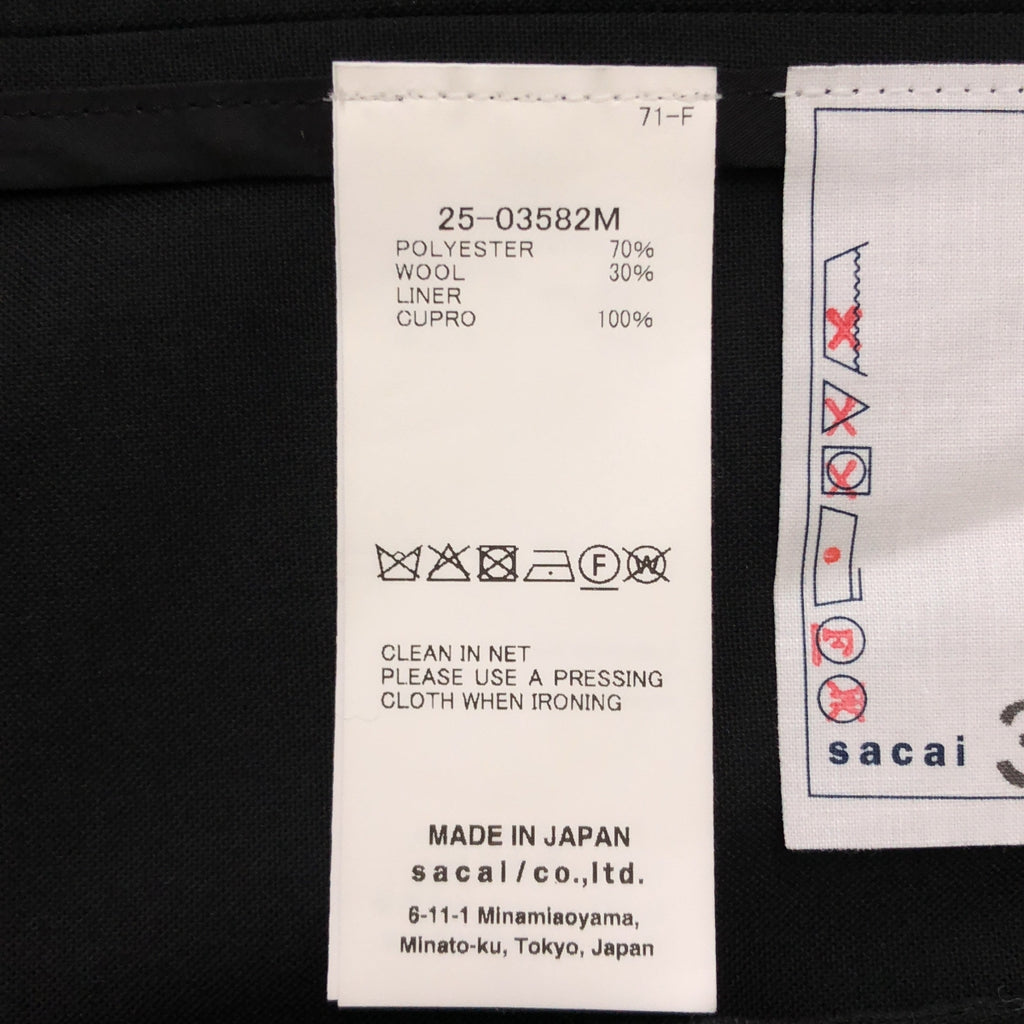 71-F
25-03582M
POLYESTER 70%
WOOL 30%
LINER
CUPRO 100%
F W
CLEAN IN NET
PLEASE USE A PRESSING
CLOTH WHEN IRONING
MADE IN JAPAN
sacai/co.,ltd.
6-11-1 Minamiaoyama,
Minato-ku, Tokyo, Japan
F
W
sacai
3